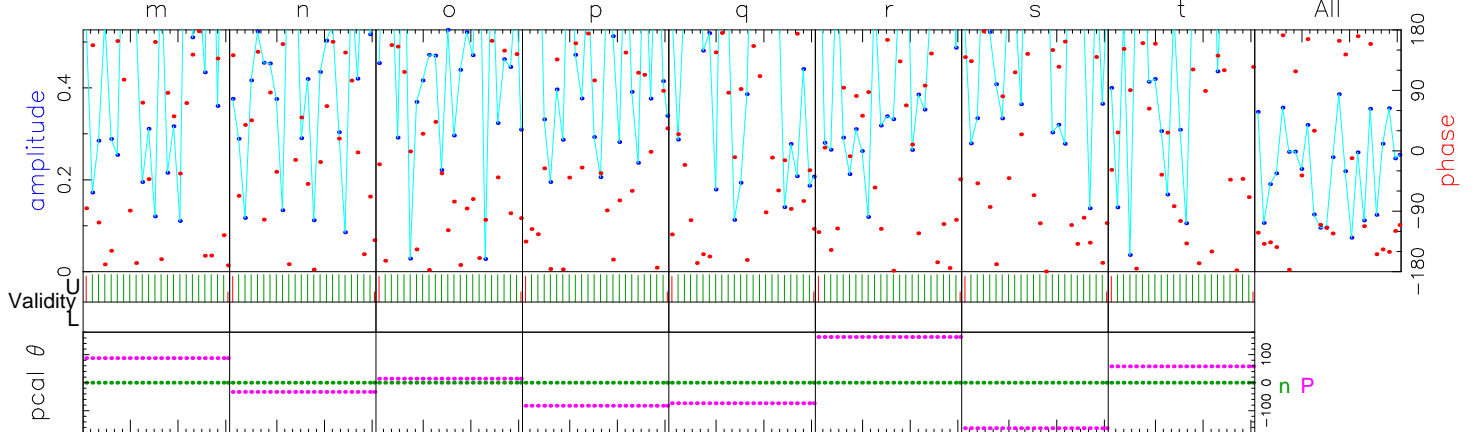 m n o p q r s t All
amplitude
0.4
0.2
0
180
90
0
-90
-180
phase
Validity
U
L
pcal θ
100
0
-100
n P